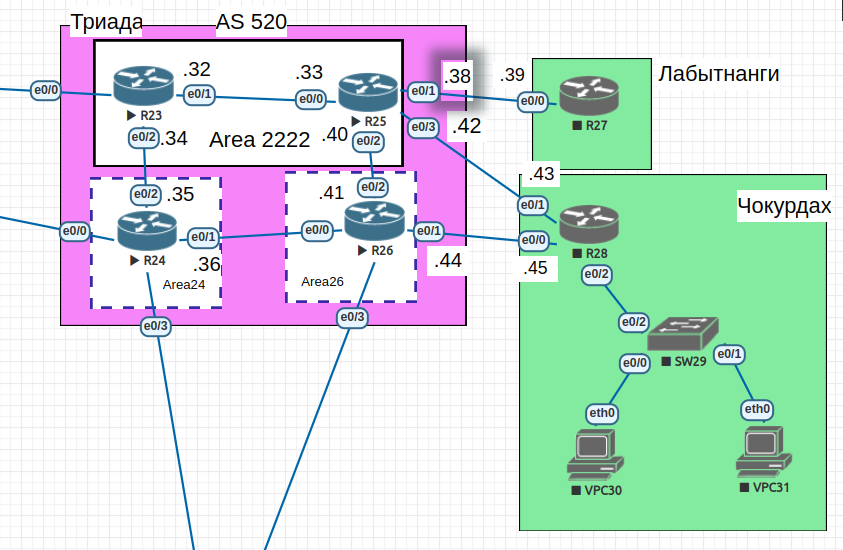 Триада
AS 520
.32
.33
.38
.39
Лабытнанги
e0/0
e0/1
e0/0
e0/1
e0/0
R23
R25
R27
e0/2
.34
Area 2222
.40
e0/2
e0/3
.42
.43
e0/2
.35
.41
e0/2
e0/1
Чокурдах
e0/0
e0/1
e0/0
e0/1
e0/0
R24
R26
R28
.36
.44
.45
Area24
Area26
e0/2
e0/3
e0/3
e0/2
SW29
e0/0
e0/1
eth0
eth0
VPC30
VPC31